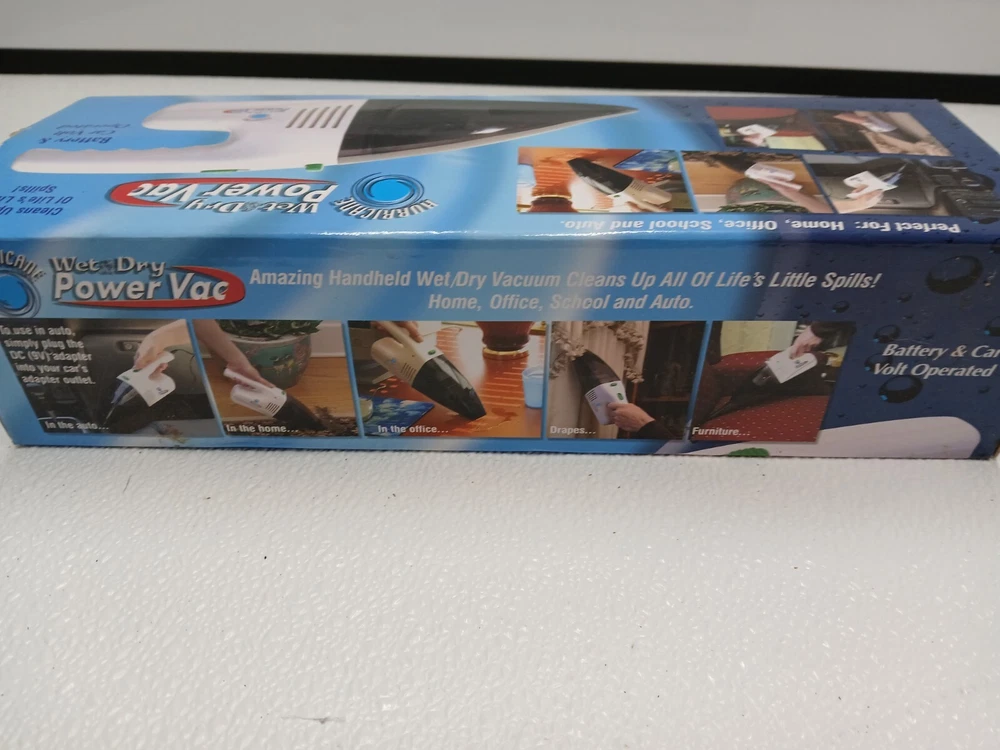 Battery &
Car Volt
Operated
Cleans Up
Of Life's Li
Spills!
Wet & Dry
Power Vac
HURRICANE
Perfect For: Home, Office, School and Auto.
ICANE
Wet & Dry
Power Vac
Amazing Handheld Wet/Dry Vacuum Cleans Up All Of Life's Little Spills!
Home, Office, School and Auto.
To use in auto,
simply plug the
DC (9V) adapter
into your car's
adapter outlet.
In the auto...
In the home...
In the office...
Drapes...
Furniture...
Battery & Car
Volt Operated